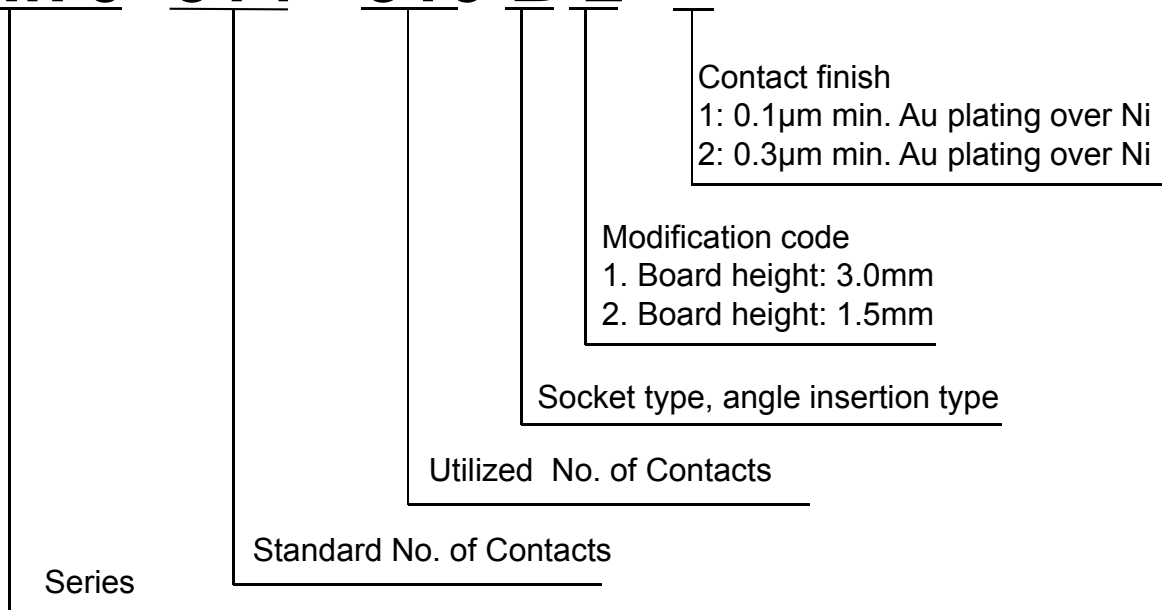 Contact finish
1: 0.1µm min. Au plating over Ni
2: 0.3µm min. Au plating over Ni
Modification code
1. Board height: 3.0mm
2. Board height: 1.5mm
Socket type, angle insertion type
Utilized No. of Contacts
Standard No. of Contacts
Series